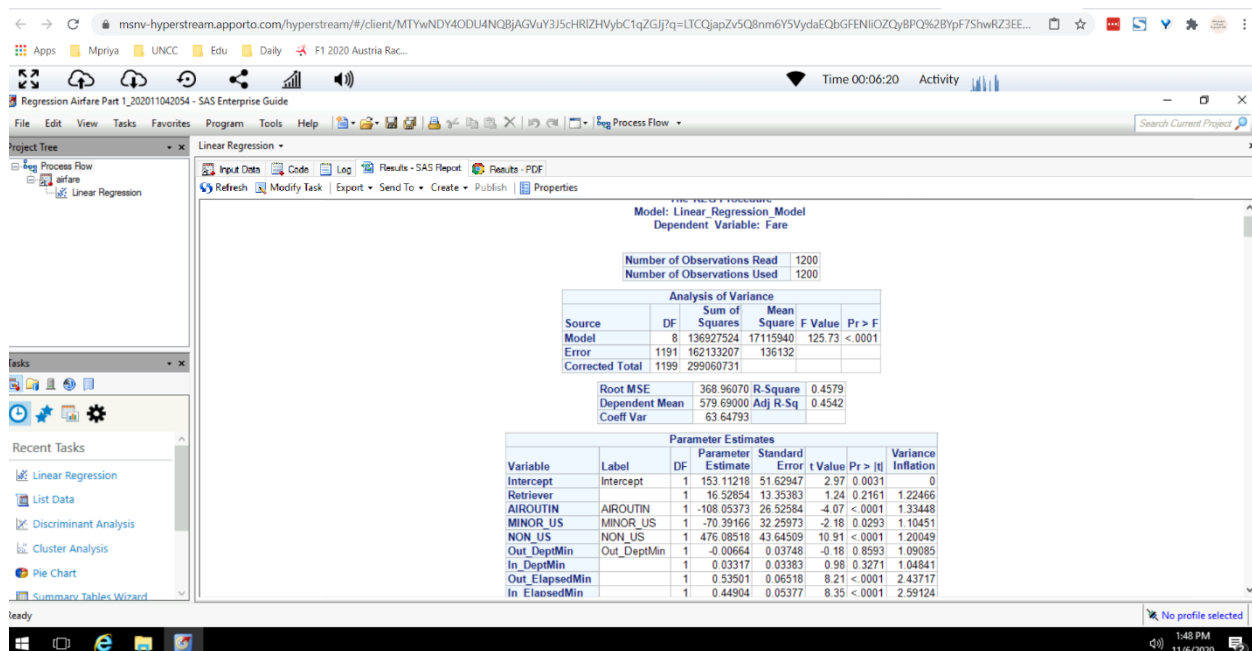 msnv-hyperstream.apporto.com/hyperstream/#/client/
Apps Mpriya UNCC Edu Daily F1 2020 Austria Rac...
Time 00:06:20 Activity
Regression Airfare Part 1_202011042054 - SAS Enterprise Guide
File Edit View Tasks Favorites Program Tools Help Process Flow Search Current Project
Project Tree
Process Flow
airfare
Linear Regression
Linear Regression
Input Data Code Log Results - SAS Report Results - PDF
Refresh Modify Task Export Send To Create Publish Properties
Model: Linear_Regression_Model
Dependent Variable: Fare
Number of Observations Read 1200
Number of Observations Used 1200
Analysis of Variance
Source DF Sum of Squares Mean Square F Value Pr > F
Model 8 136927524 17115940 125.73 <.0001
Error 1191 162133207 136132
Corrected Total 1199 299060731
Root MSE 368.96070 R-Square 0.4579
Dependent Mean 579.69000 Adj R-Sq 0.4542
Coeff Var 63.64793
Parameter Estimates
Variable Label DF Parameter Estimate Standard Error t Value Pr > |t| Variance Inflation
Intercept Intercept 1 153.11218 51.62947 2.97 0.0031 0
Retriever 1 16.52854 13.35383 1.24 0.2161 1.22466
AIROUTIN AIROUTIN 1 -108.05373 26.52584 -4.07 <.0001 1.33448
MINOR_US MINOR_US 1 -70.39166 32.25973 -2.18 0.0293 1.10451
NON_US NON_US 1 476.08518 43.64509 10.91 <.0001 1.20049
Out_DeptMin Out_DeptMin 1 -0.00664 0.03748 -0.18 0.8593 1.09085
In_DeptMin 1 0.03317 0.03383 0.98 0.3271 1.04841
Out_ElapsedMin 1 0.53501 0.06518 8.21 <.0001 2.43717
In_ElapsedMin 1 0.44904 0.05377 8.35 <.0001 2.59124
Tasks
Recent Tasks
Linear Regression
List Data
Discriminant Analysis
Cluster Analysis
Pie Chart
Summary Tables Wizard
Ready
No profile selected
1:48 PM
11/6/2020